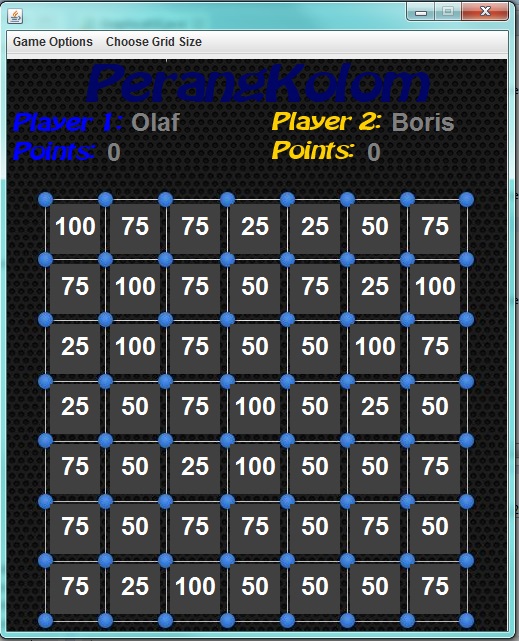 Game Options Choose Grid Size
PerangKolom
Player 1: Olaf Player 2: Boris
Points: 0 Points: 0
100 75 75 25 25 50 75
75 100 75 50 75 25 100
25 100 75 50 50 100 75
25 50 75 100 50 25 50
75 50 25 100 50 50 75
75 50 75 75 50 75 50
75 25 100 50 50 50 75